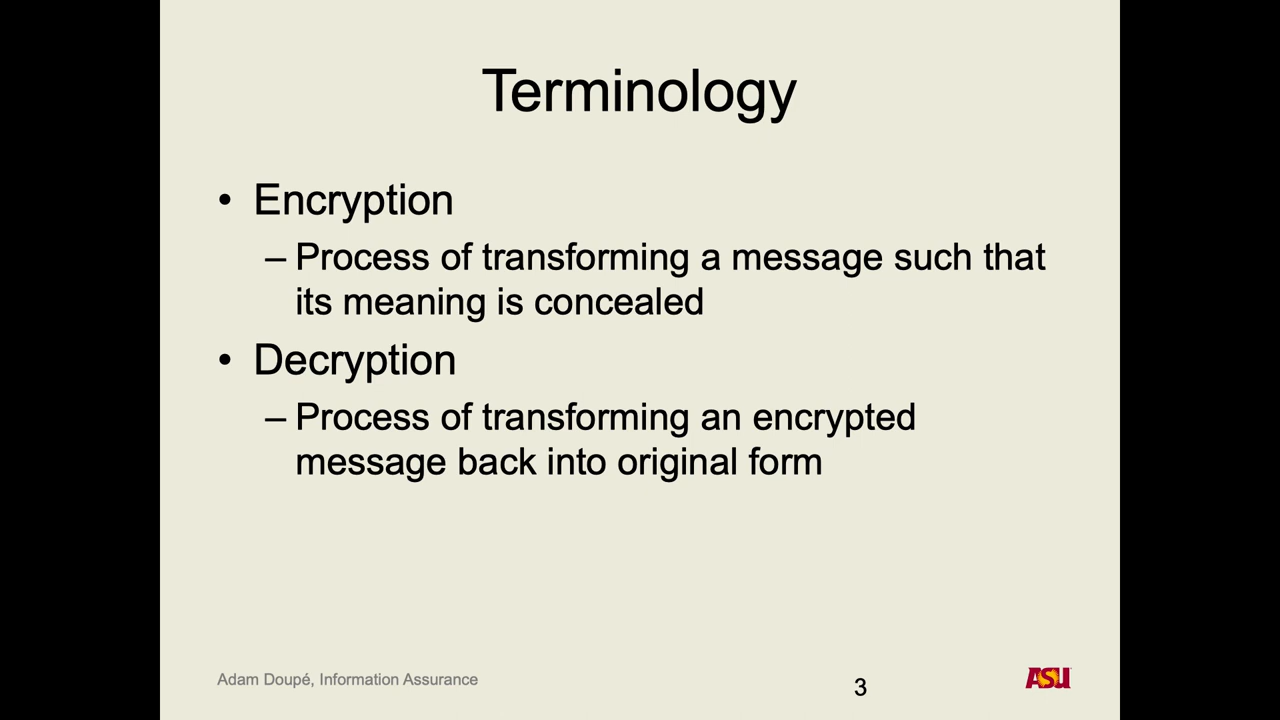 Terminology
• Encryption
– Process of transforming a message such that
its meaning is concealed
• Decryption
– Process of transforming an encrypted
message back into original form
Adam Doupé, Information Assurance
3
ASU